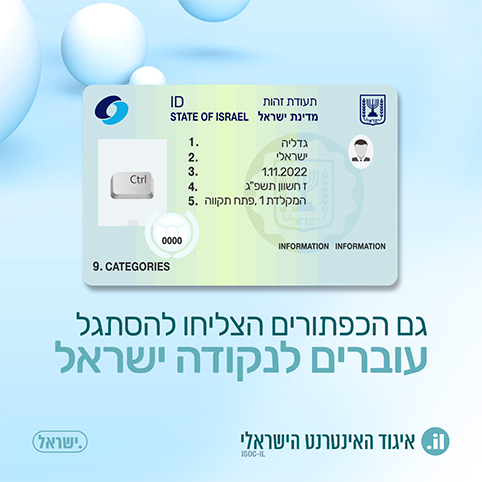 תעודת זהות
ID
מדינת ישראל
STATE OF ISRAEL
1. גדליה
2. ישראלי
3. 1.11.2022
4. ז חשוון תשפ"ג
5. המקלדת 1, פתח תקווה
Ctrl
0000
INFORMATION INFORMATION
9. CATEGORIES
גם הכפתורים הצליחו להסתגל
עוברים לנקודה ישראל
איגוד האינטרנט הישראלי
ISOC-IL
.il
.ישראל